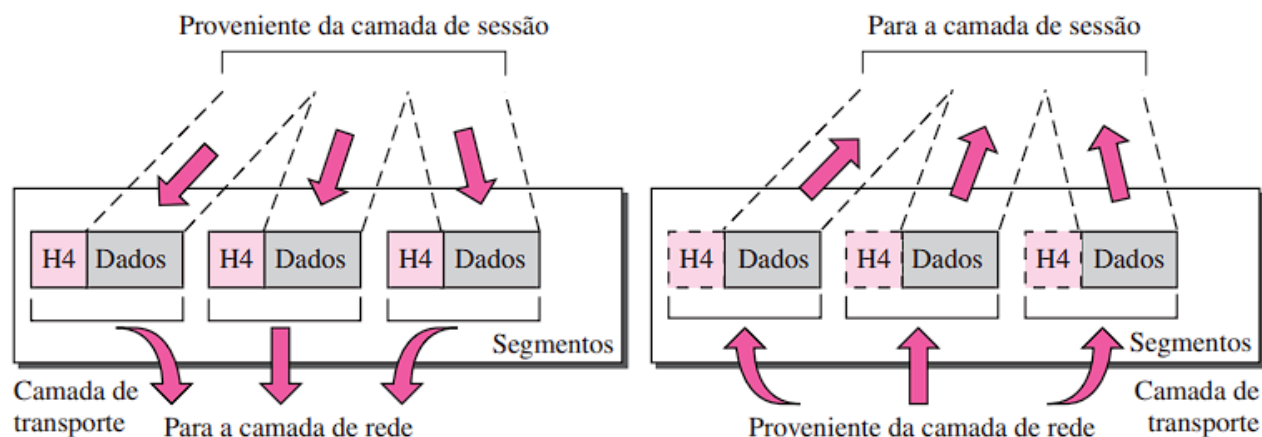 Proveniente da camada de sessão
H4 Dados H4 Dados H4 Dados
Segmentos
Camada de
transporte
Para a camada de rede
Para a camada de sessão
H4 Dados H4 Dados H4 Dados
Segmentos
Camada de
transporte
Proveniente da camada de rede